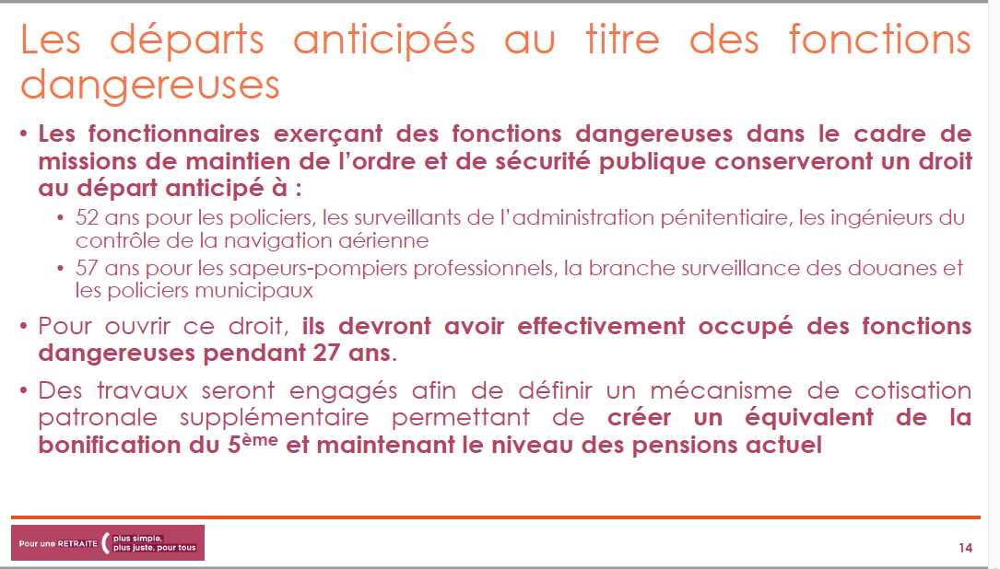 Les départs anticipés au titre des fonctions
dangereuses
• Les fonctionnaires exerçant des fonctions dangereuses dans le cadre de
missions de maintien de l’ordre et de sécurité publique conserveront un droit
au départ anticipé à :
• 52 ans pour les policiers, les surveillants de l’administration pénitentiaire, les ingénieurs du
contrôle de la navigation aérienne
• 57 ans pour les sapeurs-pompiers professionnels, la branche surveillance des douanes et
les policiers municipaux
• Pour ouvrir ce droit, ils devront avoir effectivement occupé des fonctions
dangereuses pendant 27 ans.
• Des travaux seront engagés afin de définir un mécanisme de cotisation
patronale supplémentaire permettant de créer un équivalent de la
bonification du 5ème et maintenant le niveau des pensions actuel
Pour une RETRAITE ( plus simple,
plus juste, pour tous
14